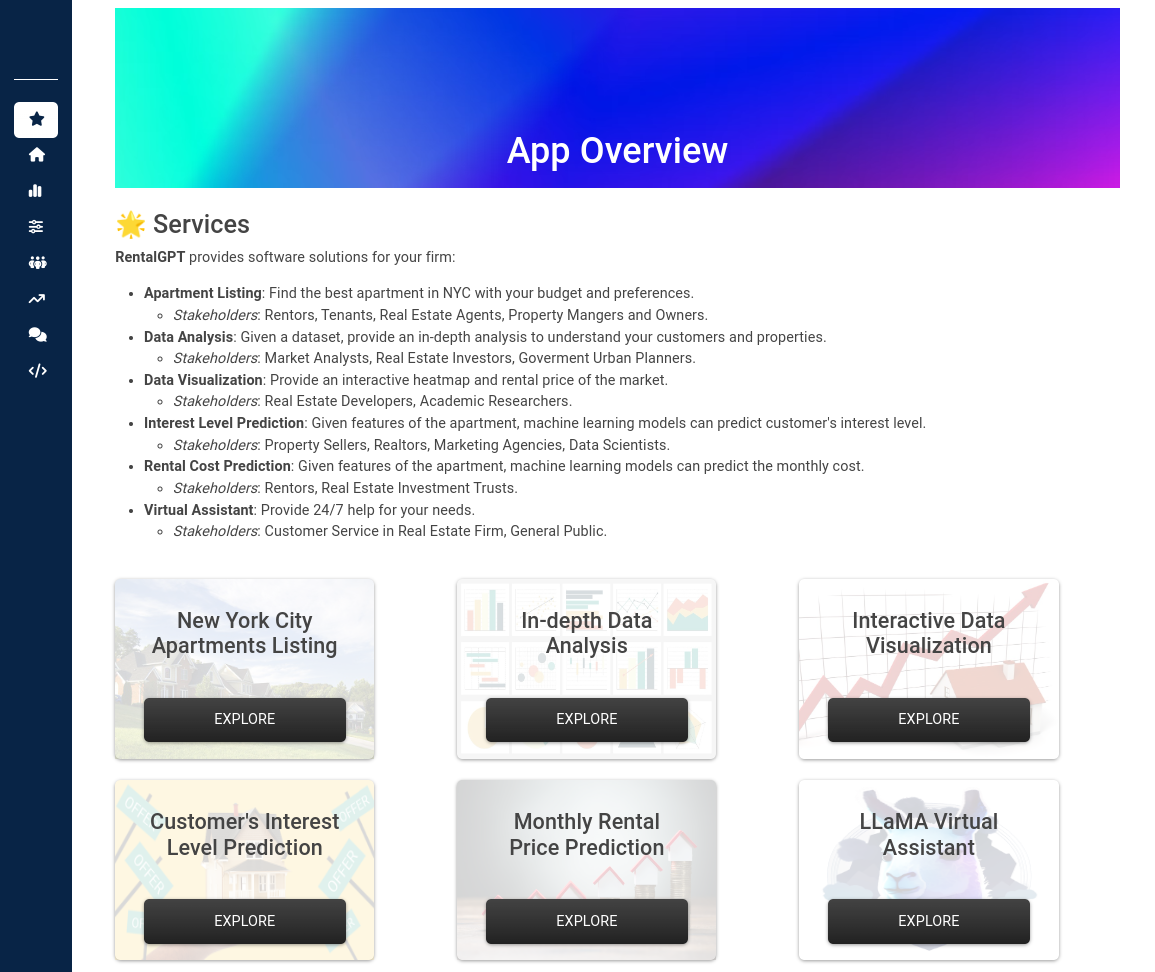 App Overview
🌟 Services
RentalGPT provides software solutions for your firm:
• Apartment Listing: Find the best apartment in NYC with your budget and preferences.
◦ Stakeholders: Rentors, Tenants, Real Estate Agents, Property Mangers and Owners.
• Data Analysis: Given a dataset, provide an in-depth analysis to understand your customers and properties.
◦ Stakeholders: Market Analysts, Real Estate Investors, Goverment Urban Planners.
• Data Visualization: Provide an interactive heatmap and rental price of the market.
◦ Stakeholders: Real Estate Developers, Academic Researchers.
• Interest Level Prediction: Given features of the apartment, machine learning models can predict customer's interest level.
◦ Stakeholders: Property Sellers, Realtors, Marketing Agencies, Data Scientists.
• Rental Cost Prediction: Given features of the apartment, machine learning models can predict the monthly cost.
◦ Stakeholders: Rentors, Real Estate Investment Trusts.
• Virtual Assistant: Provide 24/7 help for your needs.
◦ Stakeholders: Customer Service in Real Estate Firm, General Public.
New York City
Apartments Listing
EXPLORE
In-depth Data
Analysis
EXPLORE
Interactive Data
Visualization
EXPLORE
OFFER
OFFER
Customer's Interest
Level Prediction
OFFER
OFFER
EXPLORE
Monthly Rental
Price Prediction
EXPLORE
LLaMA Virtual
Assistant
EXPLORE